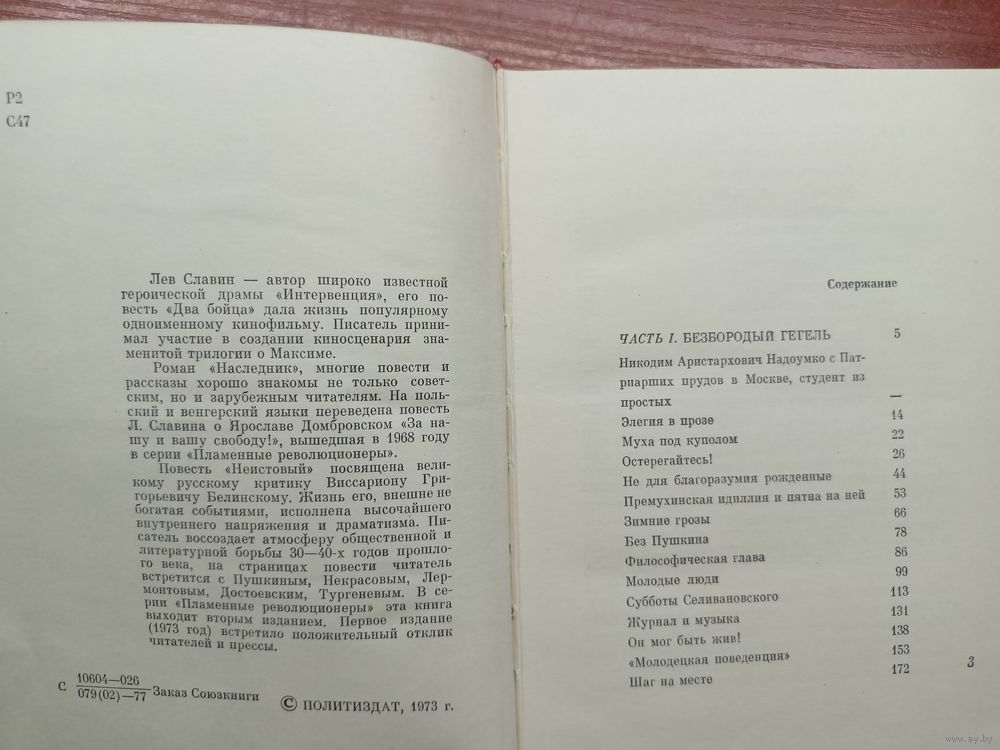 Р2
С47
Лев Славин — автор широко известной
героической драмы «Интервенция», его по-
весть «Два бойца» дала жизнь популярному
одноименному кинофильму. Писатель прини-
мал участие в создании киносценария зна-
менитой трилогии о Максиме.
Роман «Наследник», многие повести и
рассказы хорошо знакомы не только совет-
ским, но и зарубежным читателям. На поль-
ский и венгерский языки переведена повесть
Л. Славина о Ярославе Домбровском «За на-
шу и вашу свободу!», вышедшая в 1968 году
в серии «Пламенные революционеры».
Повесть «Неистовый» посвящена вели-
кому русскому критику Виссариону Гри-
горьевичу Белинскому. Жизнь его, внешне не
богатая событиями, исполнена высочайшего
внутреннего напряжения и драматизма. Пи-
сатель воссоздает атмосферу общественной и
литературной борьбы 30—40-х годов прошло-
го века, на страницах повести читатель
встретится с Пушкиным, Некрасовым, Лер-
монтовым, Достоевским, Тургеневым. В се-
рии «Пламенные революционеры» эта книга
выходит вторым изданием. Первое издание
(1973 год) встретило положительный отклик
читателей и прессы.
С 10604—026
079(02)—77 Заказ Союзкниги
© ПОЛИТИЗДАТ, 1973 г.
Содержание
ЧАСТЬ I. БЕЗБОРОДЫЙ ГЕГЕЛЬ 5
Никодим Аристархович Надоумко с Пат-
риарших прудов в Москве, студент из
простых —
Элегия в прозе 14
Муха под куполом 22
Остерегайтесь! 26
Не для благоразумия рожденные 44
Премухинская идиллия и пятна на ней 53
Зимние грозы 66
Без Пушкина 78
Философическая глава 86
Молодые люди 99
Субботы Селивановского 113
Журнал и музыка 131
Он мог быть жив! 138
«Молодецкая поведенция» 153
Шаг на месте 172
3
www.ay.by